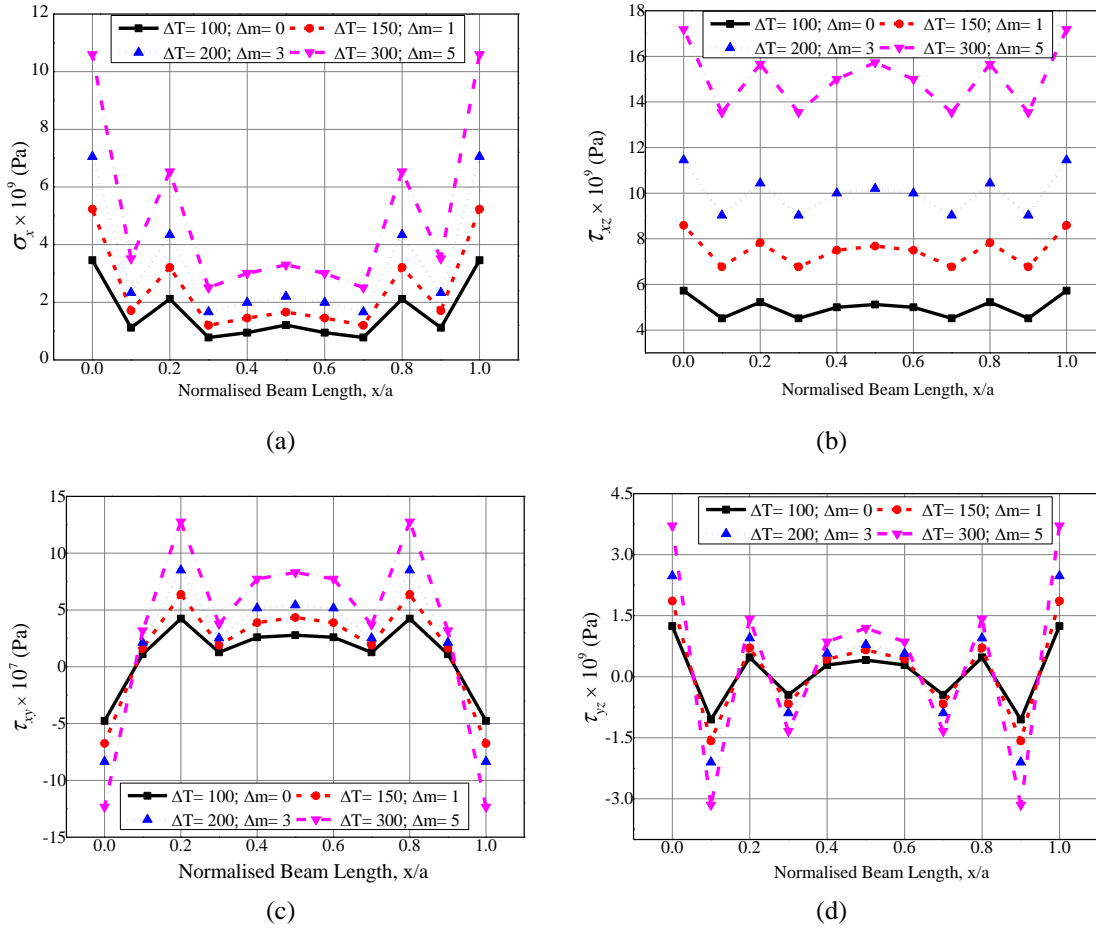 ΔT= 100; Δm= 0 ΔT= 150; Δm= 1
ΔT= 200; Δm= 3 ΔT= 300; Δm= 5
12
10
8
6
4
2
0
σx × 10^9 (Pa)
0.0 0.2 0.4 0.6 0.8 1.0
Normalised Beam Length, x/a
(a)
ΔT= 100; Δm= 0 ΔT= 150; Δm= 1
ΔT= 200; Δm= 3 ΔT= 300; Δm= 5
18
16
14
12
10
8
6
4
τxz × 10^9 (Pa)
0.0 0.2 0.4 0.6 0.8 1.0
Normalised Beam Length, x/a
(b)
15
10
5
0
-5
-10
-15
τxy × 10^7 (Pa)
ΔT= 100; Δm= 0 ΔT= 150; Δm= 1
ΔT= 200; Δm= 3 ΔT= 300; Δm= 5
0.0 0.2 0.4 0.6 0.8 1.0
Normalised Beam Length, x/a
(c)
ΔT= 100; Δm= 0 ΔT= 150; Δm= 1
ΔT= 200; Δm= 3 ΔT= 300; Δm= 5
4.5
3.0
1.5
0.0
-1.5
-3.0
τyz × 10^9 (Pa)
0.0 0.2 0.4 0.6 0.8 1.0
Normalised Beam Length, x/a
(d)